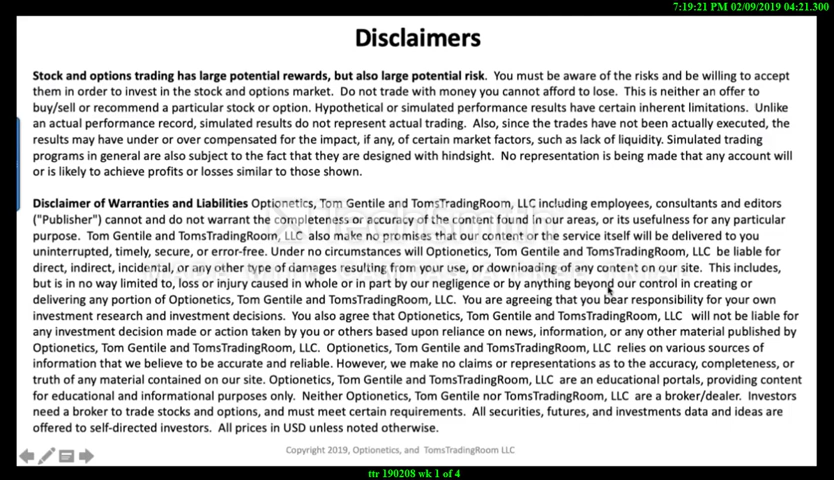 7:19:21 PM 02/09/2019 04:21.300
Disclaimers
Stock and options trading has large potential rewards, but also large potential risk. You must be aware of the risks and be willing to accept
them in order to invest in the stock and options market. Do not trade with money you cannot afford to lose. This is neither an offer to
buy/sell or recommend a particular stock or option. Hypothetical or simulated performance results have certain inherent limitations. Unlike
an actual performance record, simulated results do not represent actual trading. Also, since the trades have not been actually executed, the
results may have under or over compensated for the impact, if any, of certain market factors, such as lack of liquidity. Simulated trading
programs in general are also subject to the fact that they are designed with hindsight. No representation is being made that any account will
or is likely to achieve profits or losses similar to those shown.
Disclaimer of Warranties and Liabilities Optionetics, Tom Gentile and TomsTradingRoom, LLC including employees, consultants and editors
("Publisher") cannot and do not warrant the completeness or accuracy of the content found in our areas, or its usefulness for any particular
purpose. Tom Gentile and TomsTradingRoom, LLC also make no promises that our content or the service itself will be delivered to you
uninterrupted, timely, secure, or error-free. Under no circumstances will Optionetics, Tom Gentile and TomsTradingRoom, LLC be liable for
direct, indirect, incidental, or any other type of damages resulting from your use, or downloading of any content on our site. This includes,
but is in no way limited to, loss or injury caused in whole or in part by our negligence or by anything beyond our control in creating or
delivering any portion of Optionetics, Tom Gentile and TomsTradingRoom, LLC. You are agreeing that you bear responsibility for your own
investment research and investment decisions. You also agree that Optionetics, Tom Gentile and TomsTradingRoom, LLC will not be liable for
any investment decision made or action taken by you or others based upon reliance on news, information, or any other material published by
Optionetics, Tom Gentile and TomsTradingRoom, LLC. Optionetics, Tom Gentile and TomsTradingRoom, LLC relies on various sources of
information that we believe to be accurate and reliable. However, we make no claims or representations as to the accuracy, completeness, or
truth of any material contained on our site. Optionetics, Tom Gentile and TomsTradingRoom, LLC are an educational portals, providing content
for educational and informational purposes only. Neither Optionetics, Tom Gentile nor TomsTradingRoom, LLC are a broker/dealer. Investors
need a broker to trade stocks and options, and must meet certain requirements. All securities, futures, and investments data and ideas are
offered to self-directed investors. All prices in USD unless noted otherwise.
Copyright 2019, Optionetics, and TomsTradingRoom LLC
ttr 190208 wk 1 of 4